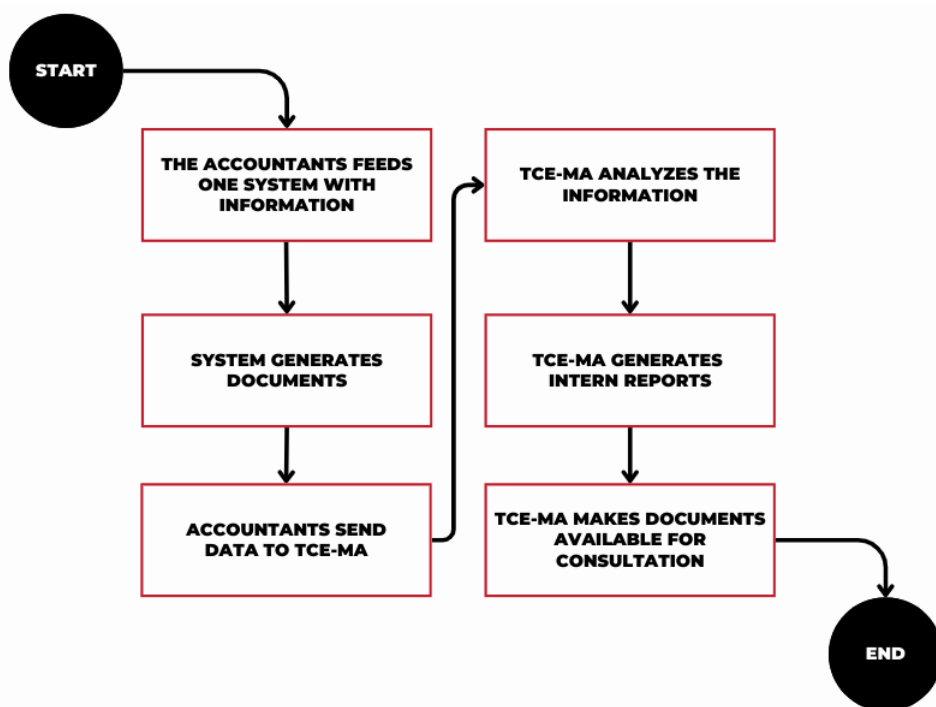 START
THE ACCOUNTANTS FEEDS
ONE SYSTEM WITH
INFORMATION
SYSTEM GENERATES
DOCUMENTS
ACCOUNTANTS SEND
DATA TO TCE-MA
TCE-MA ANALYZES THE
INFORMATION
TCE-MA GENERATES
INTERN REPORTS
TCE-MA MAKES DOCUMENTS
AVAILABLE FOR
CONSULTATION
END